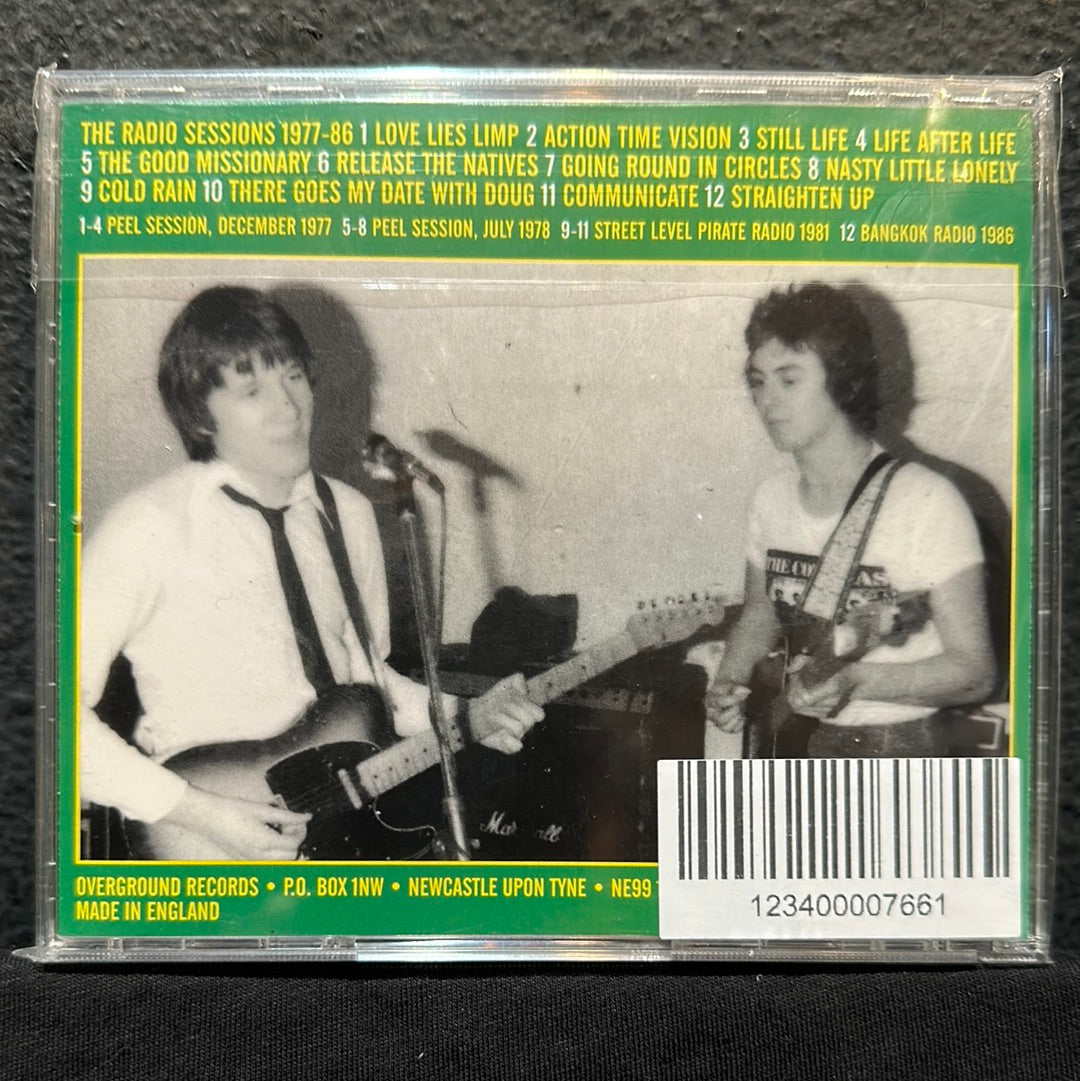 THE RADIO SESSIONS 1977-86 1 LOVE LIES LIMP 2 ACTION TIME VISION 3 STILL LIFE 4 LIFE AFTER LIFE
5 THE GOOD MISSIONARY 6 RELEASE THE NATIVES 7 GOING ROUND IN CIRCLES 8 NASTY LITTLE LONELY
9 COLD RAIN 10 THERE GOES MY DATE WITH DOUG 11 COMMUNICATE 12 STRAIGHTEN UP
1-4 PEEL SESSION, DECEMBER 1977 5-8 PEEL SESSION, JULY 1978 9-11 STREET LEVEL PIRATE RADIO 1981 12 BANGKOK RADIO 1986
THE
OVERGROUND RECORDS • P.O. BOX 1NW • NEWCASTLE UPON TYNE • NE99
MADE IN ENGLAND
123400007661